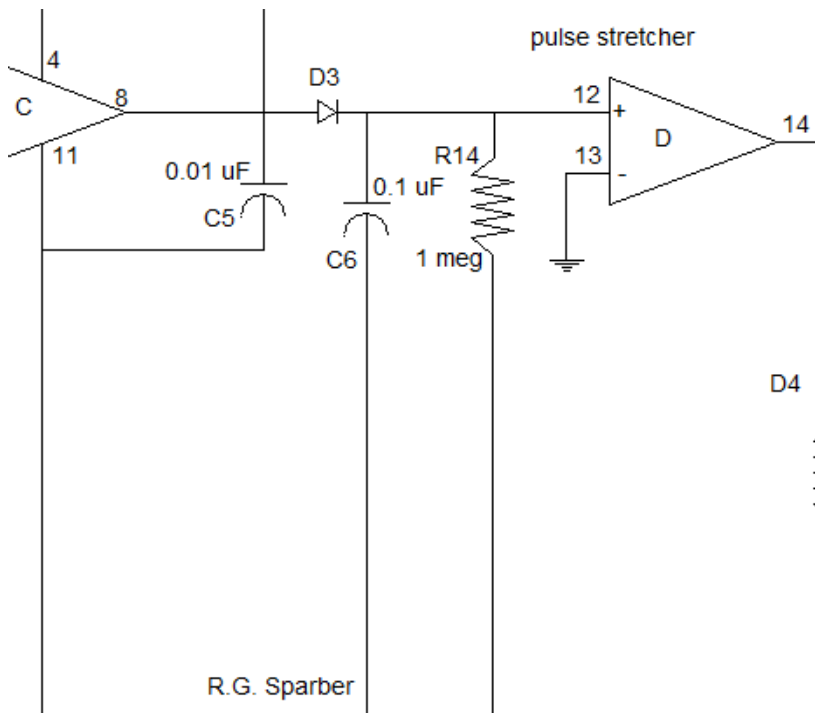 pulse stretcher
4
D3
C
8
12
+
14
D
11
R14
13
-
0.01 uF
0.1 uF
C5
C6
1 meg
D4
R.G. Sparber